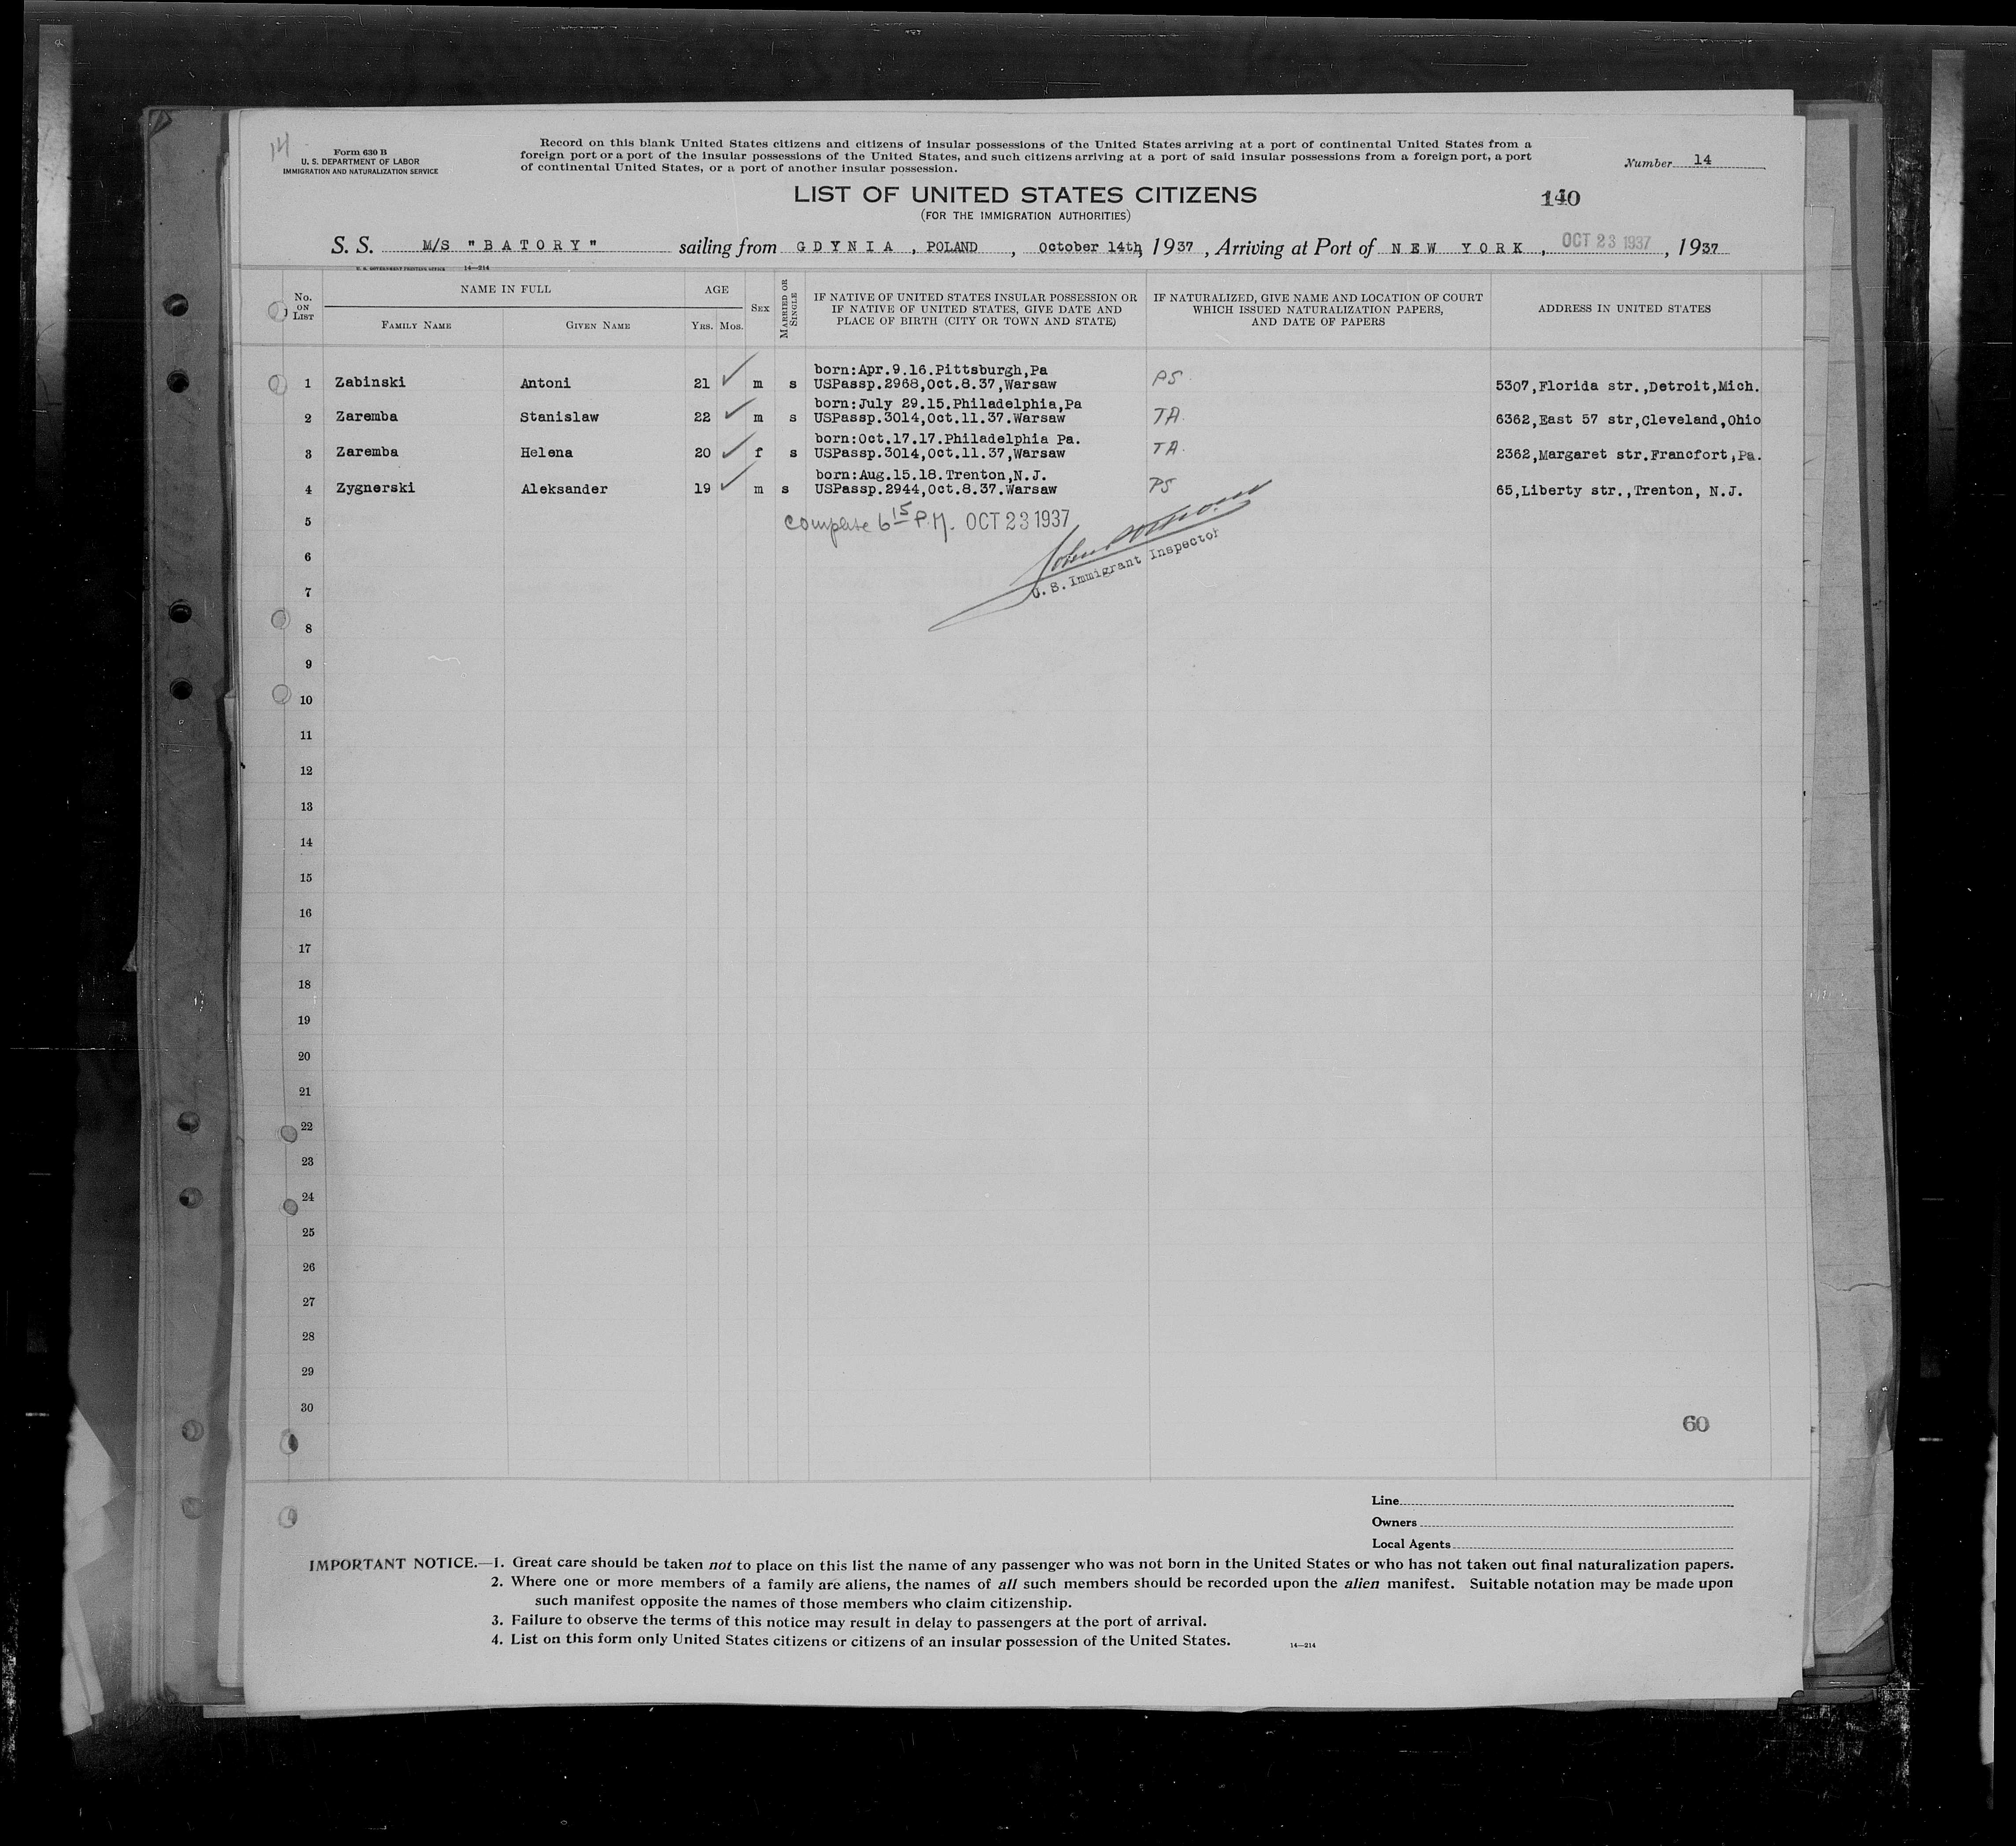 14
Form 630 B
U. S. DEPARTMENT OF LABOR
IMMIGRATION AND NATURALIZATION SERVICE
Record on this blank United States citizens and citizens of insular possessions of the United States arriving at a port of continental United States from a
foreign port or a port of the insular possessions of the United States, and such citizens arriving at a port of said insular possessions from a foreign port, a port
of continental United States, or a port of another insular possession.
Number 14
LIST OF UNITED STATES CITIZENS
140
(FOR THE IMMIGRATION AUTHORITIES)
S. S. M/S "BATORY" sailing from GDYNIA, POLAND, October 14th, 1937, Arriving at Port of NEW YORK, OCT 23 1937, 1937
U. S. GOVERNMENT PRINTING OFFICE 14—214
No. ON LIST
NAME IN FULL
FAMILY NAME GIVEN NAME
AGE
YRS. MOS.
SEX
MARRIED OR SINGLE
IF NATIVE OF UNITED STATES INSULAR POSSESSION OR
IF NATIVE OF UNITED STATES, GIVE DATE AND
PLACE OF BIRTH (CITY OR TOWN AND STATE)
IF NATURALIZED, GIVE NAME AND LOCATION OF COURT
WHICH ISSUED NATURALIZATION PAPERS,
AND DATE OF PAPERS
ADDRESS IN UNITED STATES
born:Apr.9.16.Pittsburgh,Pa
1 Zabinski Antoni 21 ✓ m s USPassp.2968,Oct.8.37,Warsaw PS 5307,Florida str.,Detroit,Mich.
born:July 29.15.Philadelphia,Pa
2 Zaremba Stanislaw 22 ✓ m s USPassp.3014,Oct.11.37.Warsaw TA. 6362,East 57 str,Cleveland,Ohio
born:Oct.17.17.Philadelphia Pa.
3 Zaremba Helena 20 ✓ f s USPassp.3014,Oct.11.37,Warsaw TA. 2362,Margaret str.Francfort,Pa.
born:Aug.15.18.Trenton,N.J.
4 Zygnerski Aleksander 19 ✓ m s USPassp.2944,Oct.8.37.Warsaw PS 65,Liberty str.,Trenton, N.J.
5 complete 6 15 P.M. OCT 23 1937
6
U. S. Immigrant Inspector
7
8
9
10
11
12
13
14
15
16
17
18
19
20
21
22
23
24
25
26
27
28
29
30
60
Line
Owners
Local Agents
IMPORTANT NOTICE.—1. Great care should be taken not to place on this list the name of any passenger who was not born in the United States or who has not taken out final naturalization papers.
2. Where one or more members of a family are aliens, the names of all such members should be recorded upon the alien manifest. Suitable notation may be made upon
such manifest opposite the names of those members who claim citizenship.
3. Failure to observe the terms of this notice may result in delay to passengers at the port of arrival.
4. List on this form only United States citizens or citizens of an insular possession of the United States. 14—214